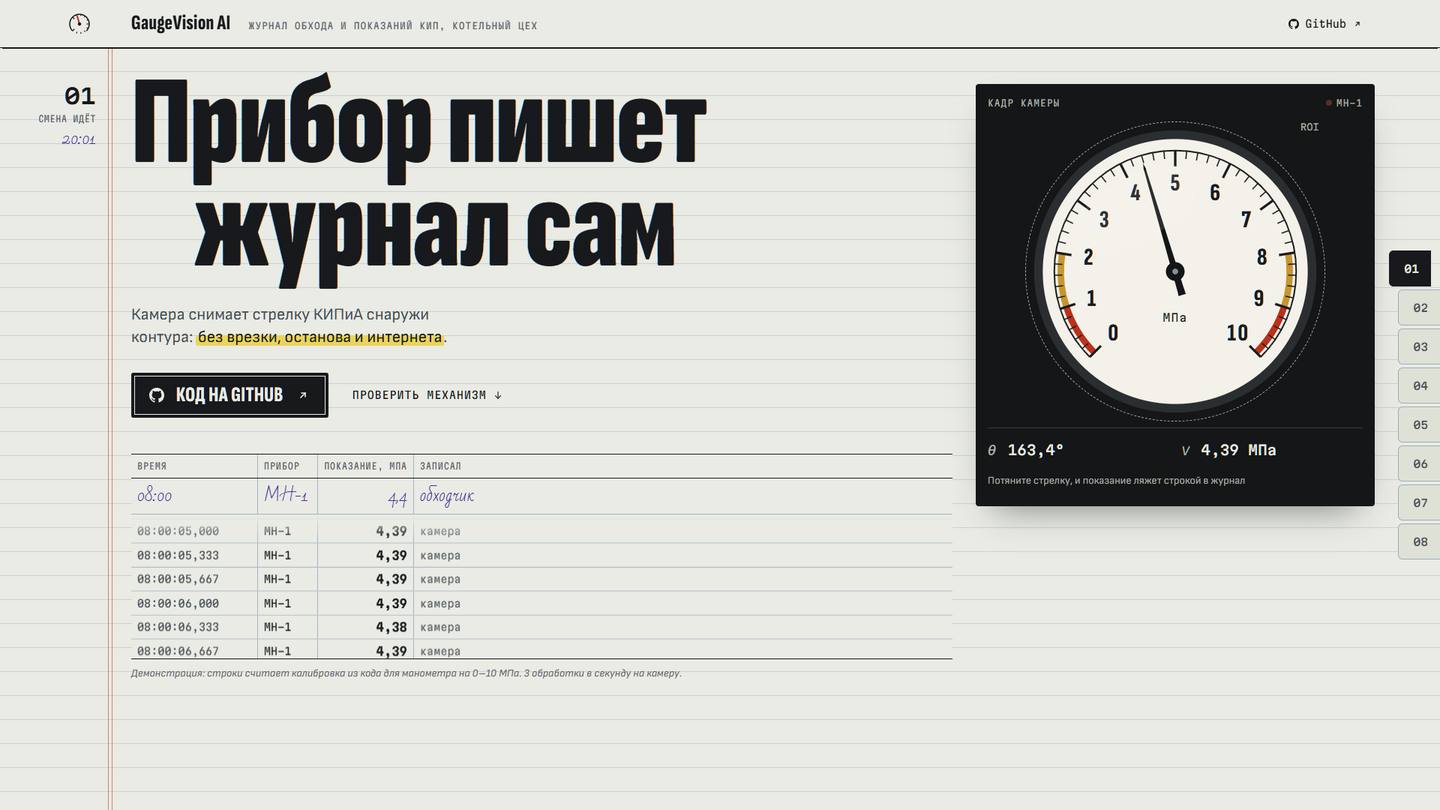 GaugeVision AI ЖУРНАЛ ОБХОДА И ПОКАЗАНИЙ КИП, КОТЕЛЬНЫЙ ЦЕХ GitHub ↗
01
СМЕНА ИДЁТ
20:01
Прибор пишет
журнал сам
Камера снимает стрелку КИПиА снаружи
контура: без врезки, останова и интернета.
КОД НА GITHUB ↗ ПРОВЕРИТЬ МЕХАНИЗМ ↓
ВРЕМЯ ПРИБОР ПОКАЗАНИЕ, МПА ЗАПИСАЛ
08:00 МН-1 4,4 обходчик
08:00:05,000 МН-1 4,39 камера
08:00:05,333 МН-1 4,39 камера
08:00:05,667 МН-1 4,39 камера
08:00:06,000 МН-1 4,39 камера
08:00:06,333 МН-1 4,38 камера
08:00:06,667 МН-1 4,39 камера
Демонстрация: строки считает калибровка из кода для манометра на 0–10 МПа. 3 обработки в секунду на камеру.
КАДР КАМЕРЫ МН-1
ROI
0 1 2 3 4 5 6 7 8 9 10
МПа
θ 163,4° V 4,39 МПа
Потяните стрелку, и показание ляжет строкой в журнал
01
02
03
04
05
06
07
08